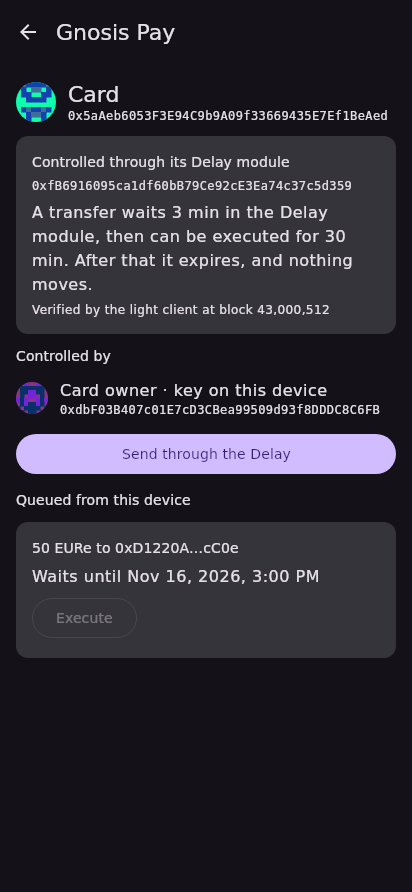 Gnosis Pay
Card
0x5aAeb6053F3E94C9b9A09f33669435E7Ef1BeAed
Controlled through its Delay module
0xfB6916095ca1df60bB79Ce92cE3Ea74c37c5d359
A transfer waits 3 min in the Delay
module, then can be executed for 30
min. After that it expires, and nothing
moves.
Verified by the light client at block 43,000,512
Controlled by
Card owner · key on this device
0xdbF03B407c01E7cD3CBea99509d93f8DDDC8C6FB
Send through the Delay
Queued from this device
50 EURe to 0xD1220A…cC0e
Waits until Nov 16, 2026, 3:00 PM
Execute